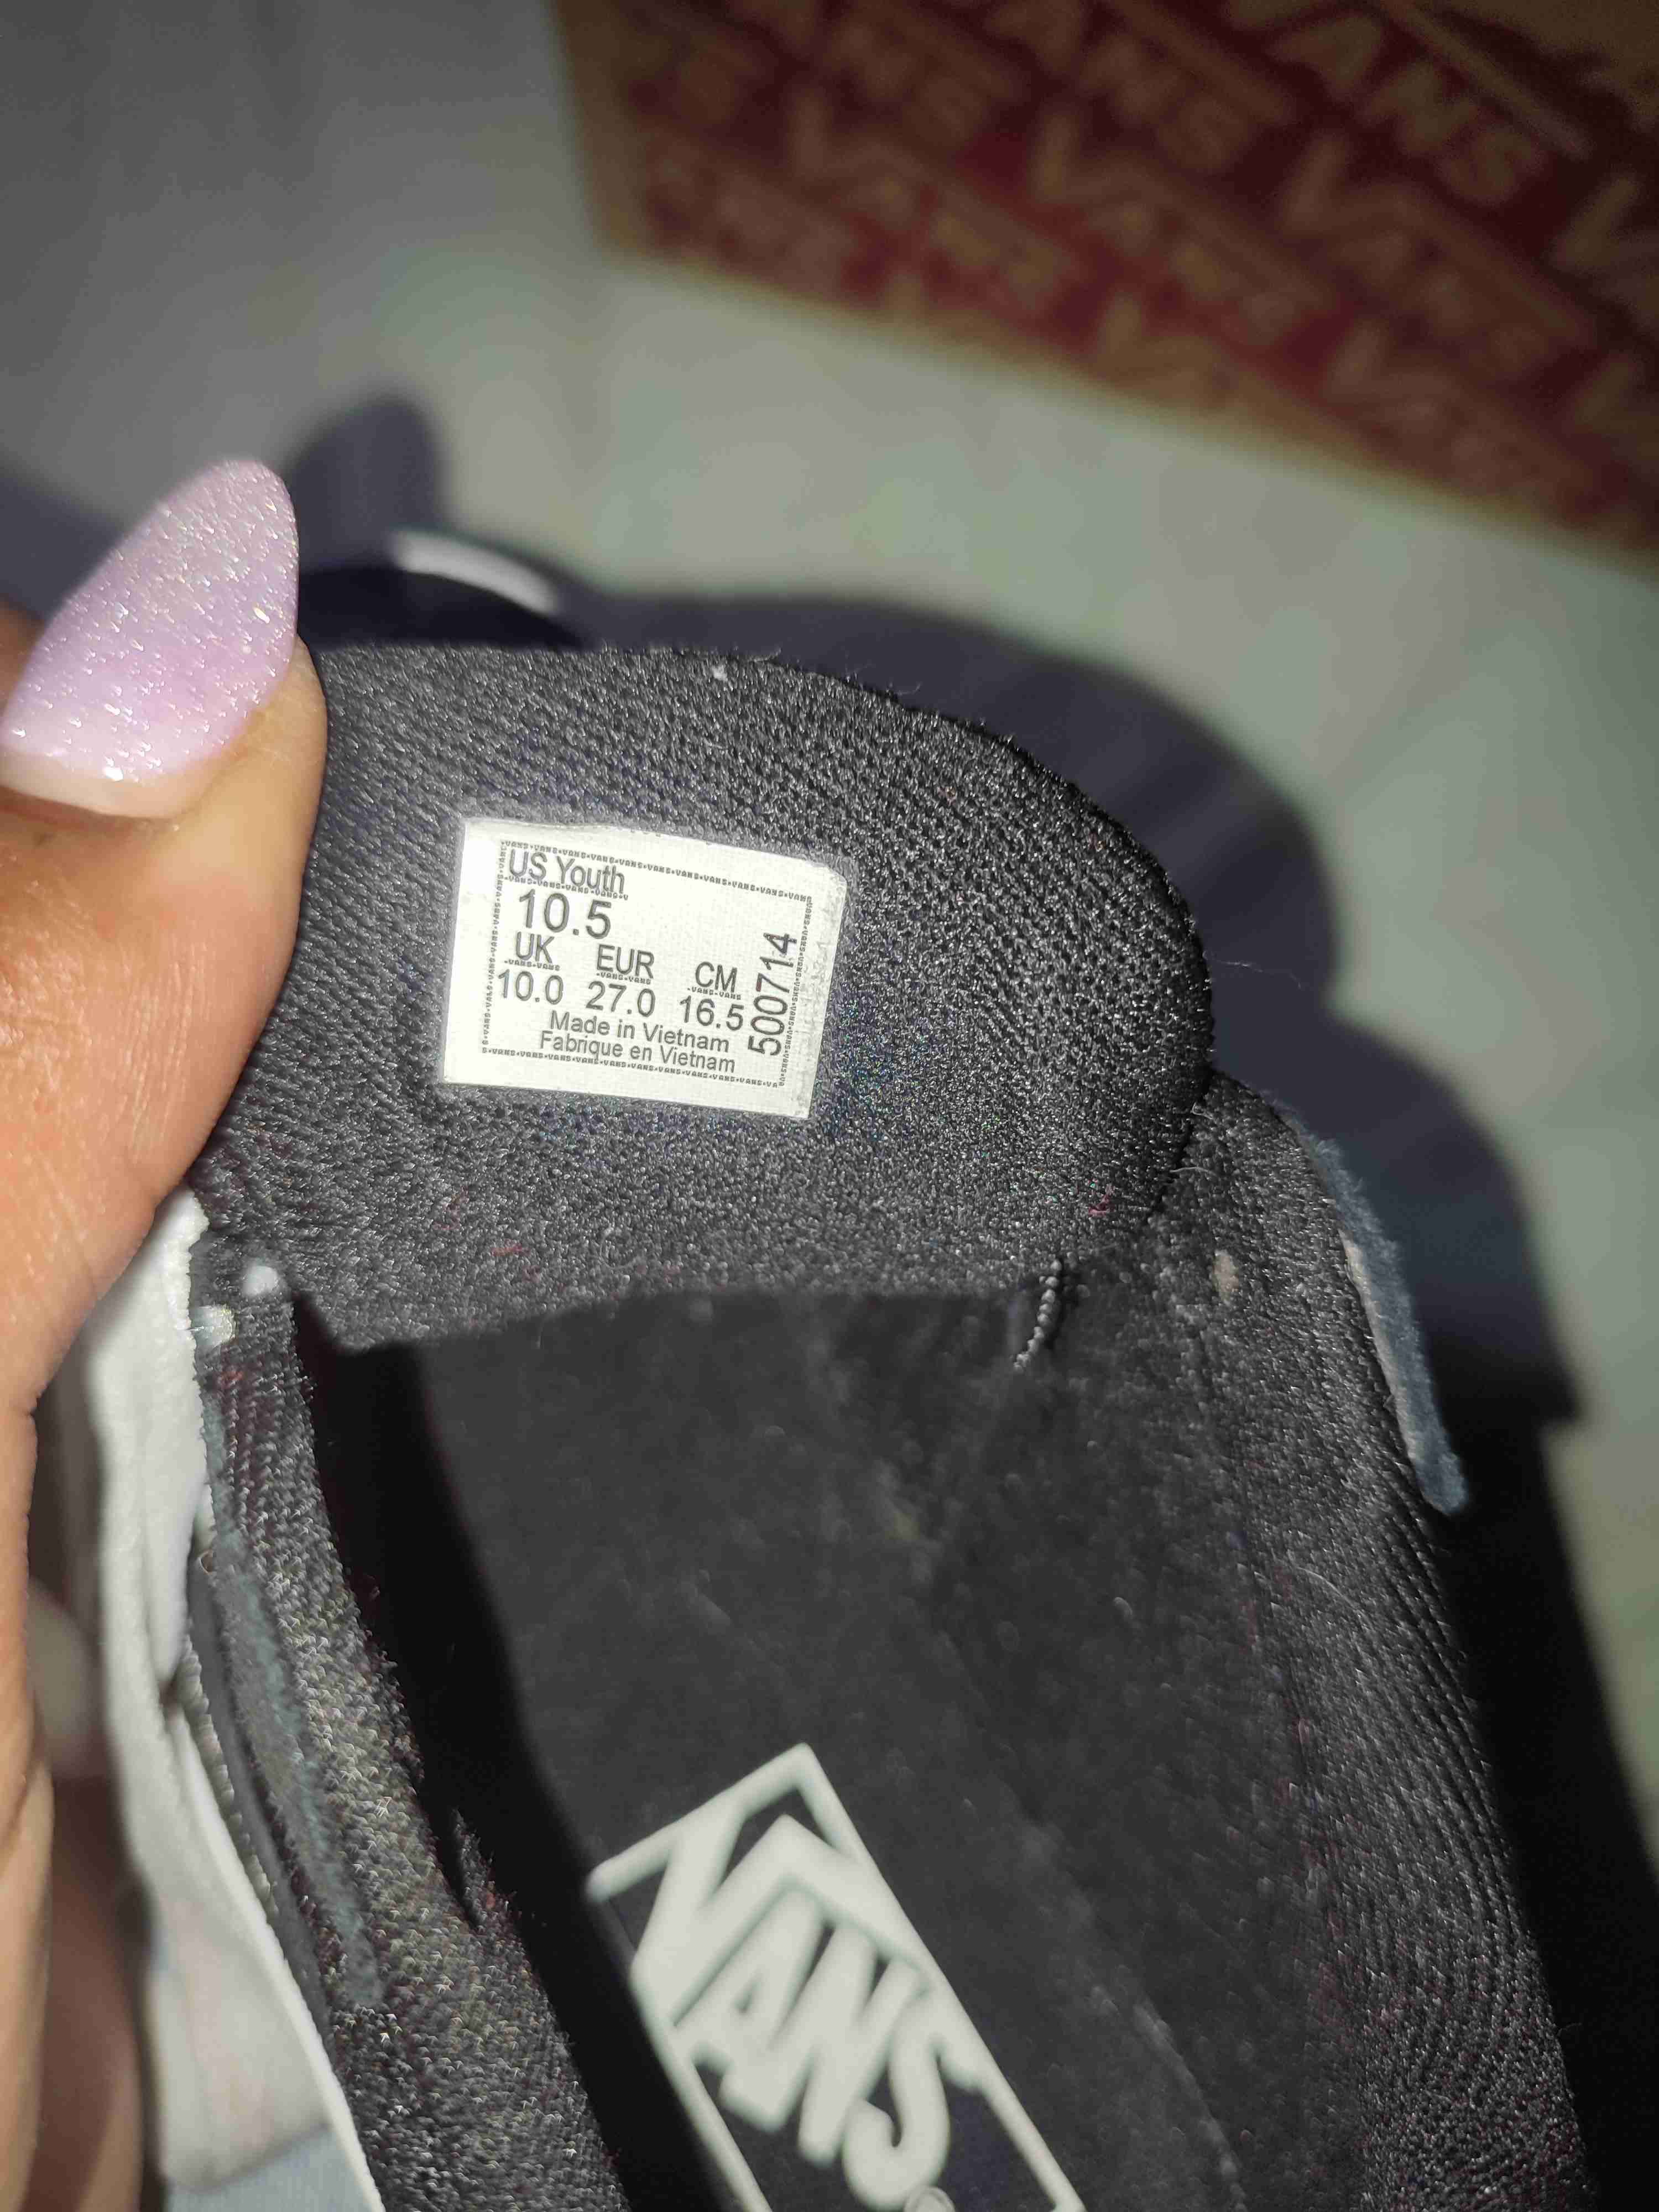 US Youth
10.5
UK EUR CM
10.0 27.0 16.5
Made in Vietnam
Fabrique en Vietnam
500714
VANS
VANS